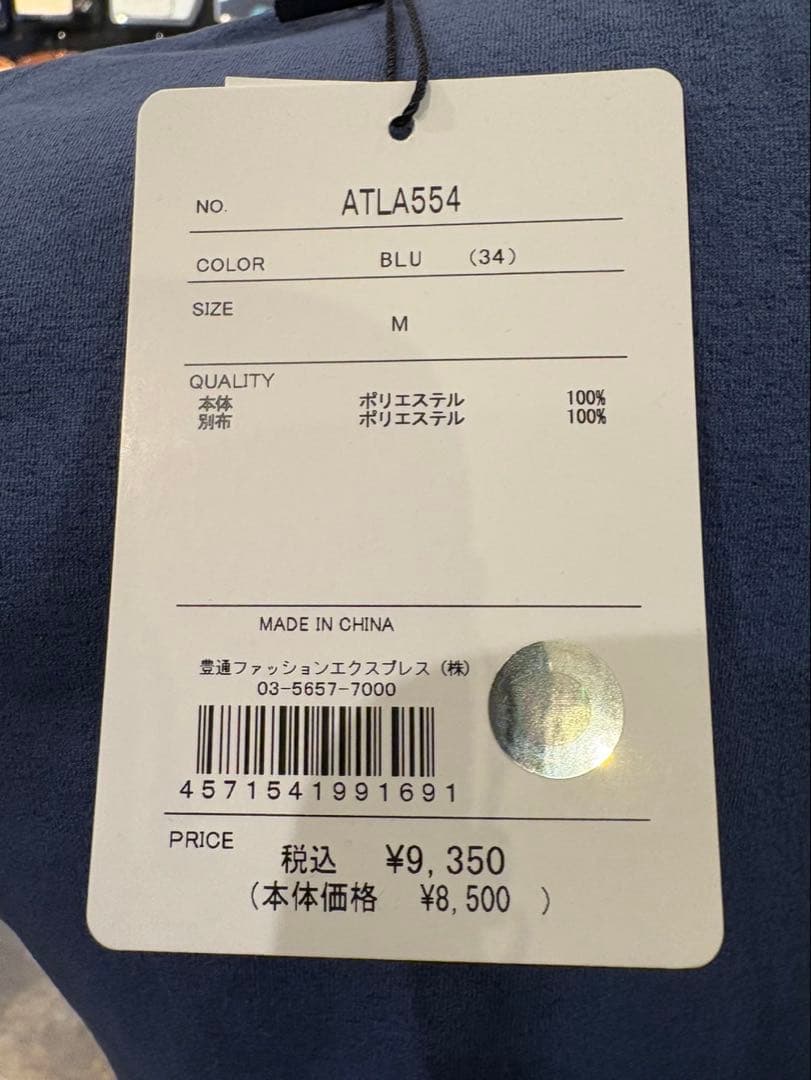 NO. ATLA554
COLOR BLU (34)
SIZE M
QUALITY
本体 ポリエステル 100%
別布 ポリエステル 100%
MADE IN CHINA
豊通ファッションエクスプレス (株)
03-5657-7000
4571541991691
PRICE 税込 ¥9,350
(本体価格 ¥8,500 )